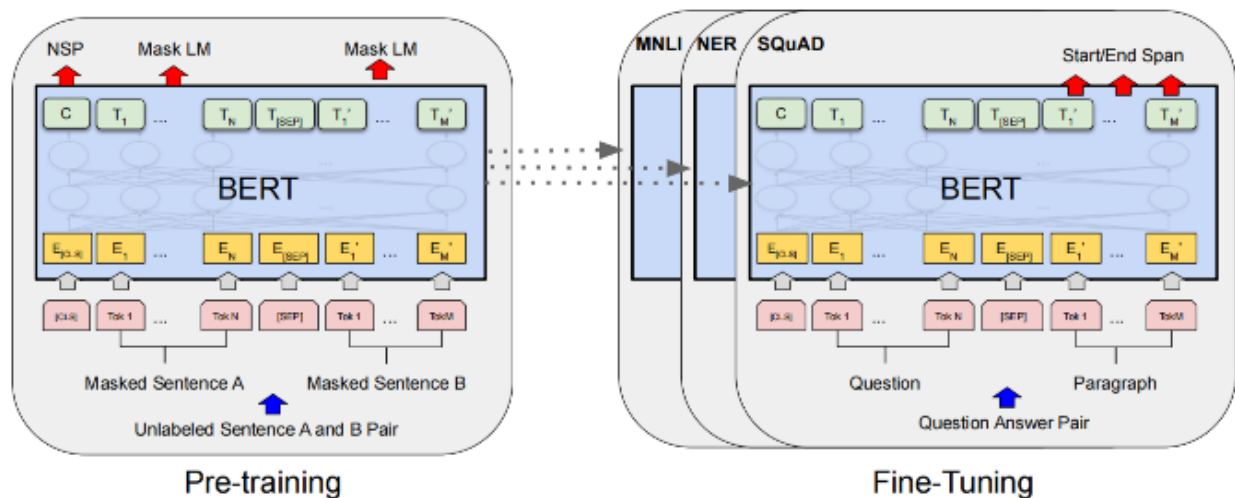 NSP Mask LM Mask LM
C T1 ... TN T[SEP] T1' ... TM'
...
...
BERT
E[CLS] E1 ... EN E[SEP] E1' ... EM'
[CLS] Tok 1 ... Tok N [SEP] Tok 1 ... TokM
Masked Sentence A Masked Sentence B
Unlabeled Sentence A and B Pair
Pre-training
MNLI NER SQuAD
Start/End Span
C T1 ... TN T[SEP] T1' ... TM'
...
...
BERT
E[CLS] E1 ... EN E[SEP] E1' ... EM'
[CLS] Tok 1 ... Tok N [SEP] Tok 1 ... TokM
Question Paragraph
Question Answer Pair
Fine-Tuning